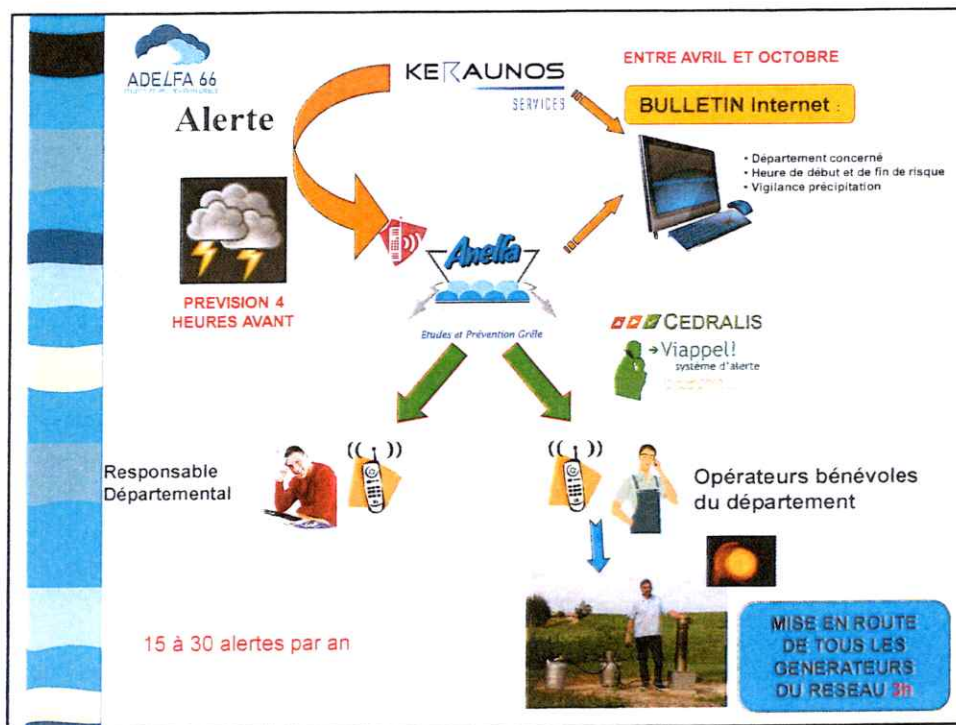 ADELFA 66
Alerte
KERAUNOS
SERVICES
ENTRE AVRIL ET OCTOBRE
BULLETIN Internet :
• Département concerné
• Heure de début et de fin de risque
• Vigilance précipitation
PREVISION 4
HEURES AVANT
Anelfa
Etudes et Prévention Grêle
CEDRALIS
Viappel!
système d'alerte
Responsable
Départemental
Opérateurs bénévoles
du département
15 à 30 alertes par an
MISE EN ROUTE
DE TOUS LES
GENERATEURS
DU RESEAU 3h